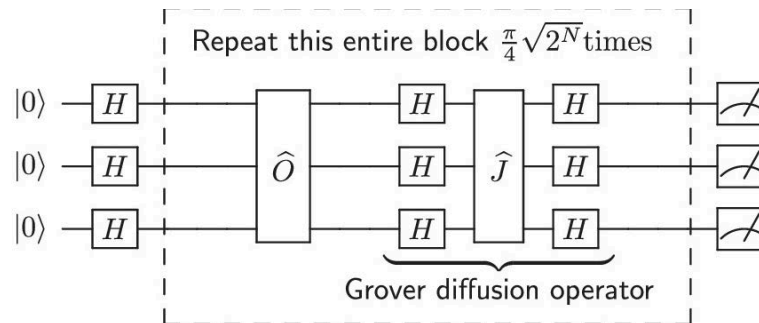 Repeat this entire block $\frac{\pi}{4}\sqrt{2^N}$times
|0⟩ H H H
|0⟩ H Ô H Ĵ H
|0⟩ H H H
Grover diffusion operator